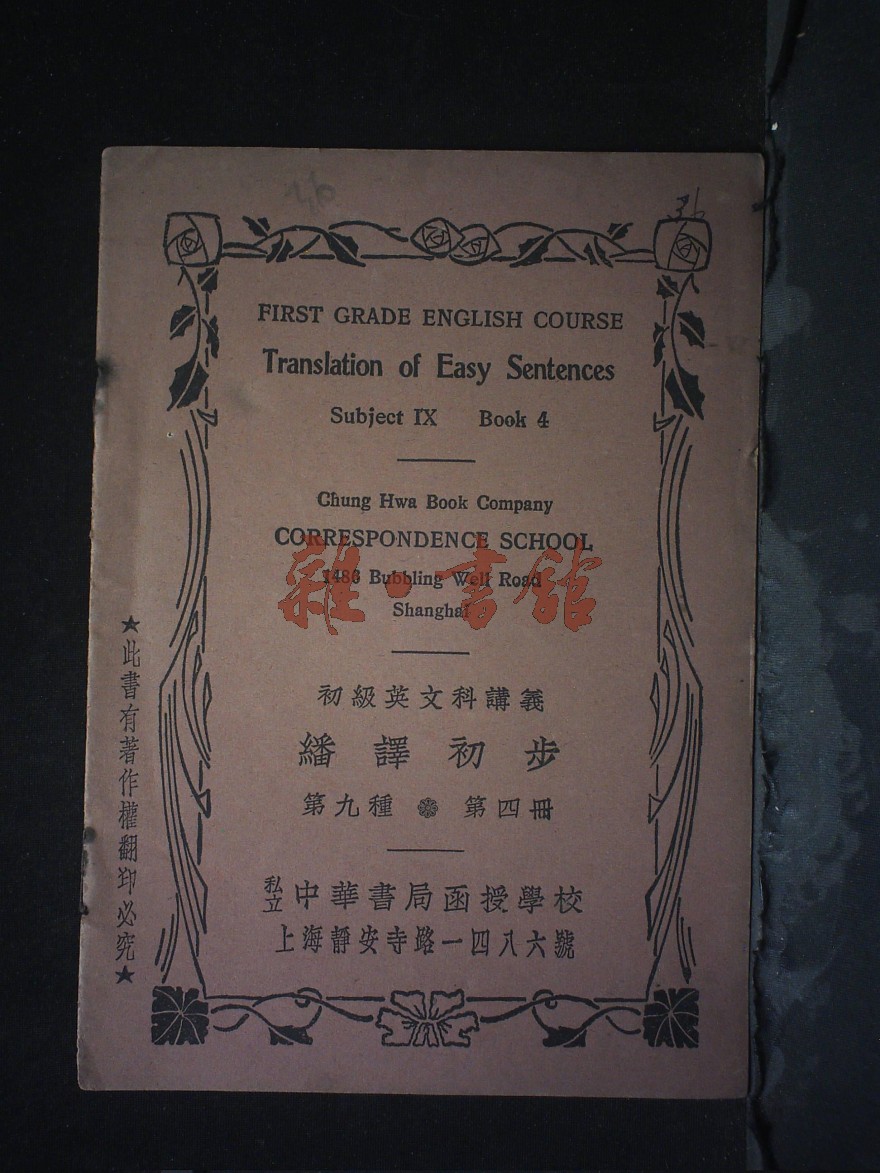 36
FIRST GRADE ENGLISH COURSE
Translation of Easy Sentences
Subject IX Book 4
Chung Hwa Book Company
CORRESPONDENCE SCHOOL
1486 Bubbling Well Road
Shanghai
雜·書館
初級英文科講義
繙譯初步
第九種 第四冊
私立中華書局函授學校
上海靜安寺路一四八六號
★此書有著作權翻印必究★